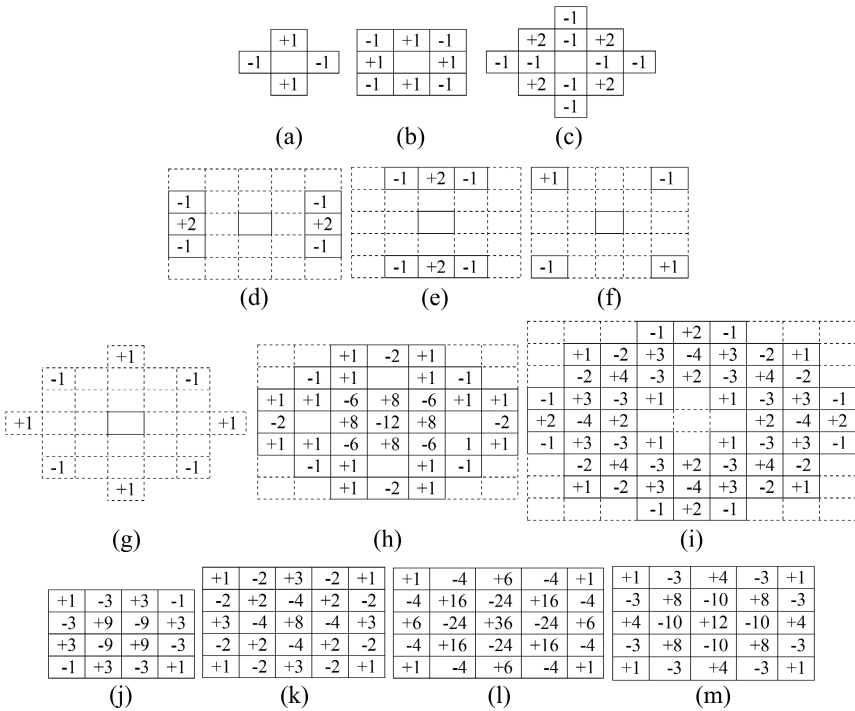 +1
-1 -1
+1
(a)
-1 +1 -1
+1 +1
-1 +1 -1
(b)
-1
+2 -1 +2
-1 -1 -1 -1
+2 -1 +2
-1
(c)
-1 -1
+2 +2
-1 -1
(d)
-1 +2 -1
-1 +2 -1
(e)
+1 -1
-1 +1
(f)
+1
-1 -1
+1 +1
-1 -1
+1
(g)
+1 -2 +1
-1 +1 +1 -1
+1 +1 -6 +8 -6 +1 +1
-2 +8 -12 +8 -2
+1 +1 -6 +8 -6 1 +1
-1 +1 +1 -1
+1 -2 +1
(h)
-1 +2 -1
+1 -2 +3 -4 +3 -2 +1
-2 +4 -3 +2 -3 +4 -2
-1 +3 -3 +1 +1 -3 +3 -1
+2 -4 +2 +2 -4 +2
-1 +3 -3 +1 +1 -3 +3 -1
-2 +4 -3 +2 -3 +4 -2
+1 -2 +3 -4 +3 -2 +1
-1 +2 -1
(i)
+1 -3 +3 -1
-3 +9 -9 +3
+3 -9 +9 -3
-1 +3 -3 +1
(j)
+1 -2 +3 -2 +1
-2 +2 -4 +2 -2
+3 -4 +8 -4 +3
-2 +2 -4 +2 -2
+1 -2 +3 -2 +1
(k)
+1 -4 +6 -4 +1
-4 +16 -24 +16 -4
+6 -24 +36 -24 +6
-4 +16 -24 +16 -4
+1 -4 +6 -4 +1
(l)
+1 -3 +4 -3 +1
-3 +8 -10 +8 -3
+4 -10 +12 -10 +4
-3 +8 -10 +8 -3
+1 -3 +4 -3 +1
(m)